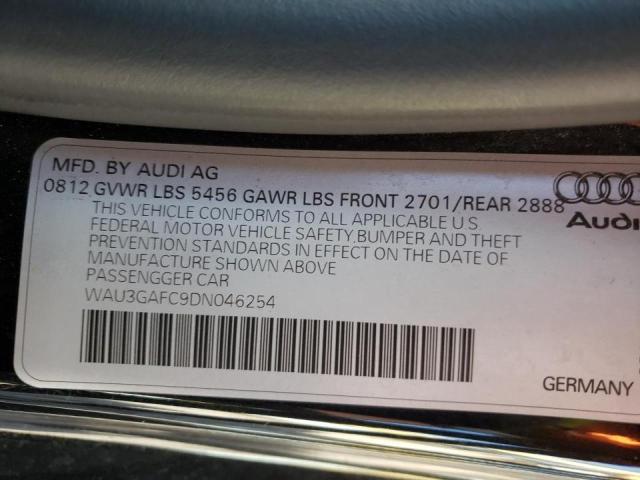 MFD. BY AUDI AG
0812 GVWR LBS 5456 GAWR LBS FRONT 2701/REAR 2888
THIS VEHICLE CONFORMS TO ALL APPLICABLE U.S.
FEDERAL MOTOR VEHICLE SAFETY,BUMPER AND THEFT
PREVENTION STANDARDS IN EFFECT ON THE DATE OF
MANUFACTURE SHOWN ABOVE
PASSENGGER CAR
WAU3GAFC9DN046254
Audi
GERMANY